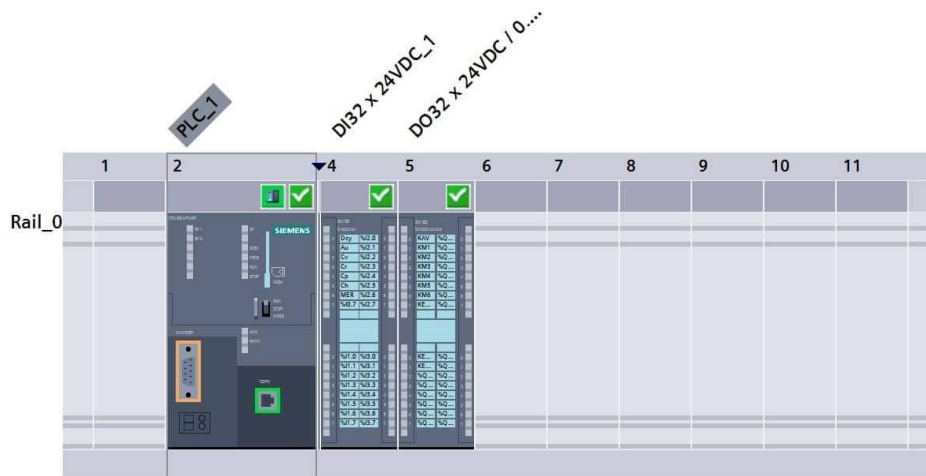 PLC_1
DI32 x 24VDC_1
DO32 x 24VDC / 0....
1 2 4 5 6 7 8 9 10 11
Rail_0
SIEMENS
Dcy %I2.0
Au %I2.1
Cv %I2.2
Cr %I2.3
Cp %I2.4
Ch %I2.5
MER %I2.6
%I0.7 %I2.7
%I1.0 %I3.0
%I1.1 %I3.1
%I1.2 %I3.2
%I1.3 %I3.3
%I1.4 %I3.4
%I1.5 %I3.5
%I1.6 %I3.6
%I1.7 %I3.7
KAV %Q...
KM1 %Q...
KM2 %Q...
KM3 %Q...
KM4 %Q...
KM5 %Q...
KM6 %Q...
KE... %Q...
KE... %Q...
KE... %Q...
%Q... %Q...
%Q... %Q...
%Q... %Q...
%Q... %Q...
%Q... %Q...
%Q... %Q...